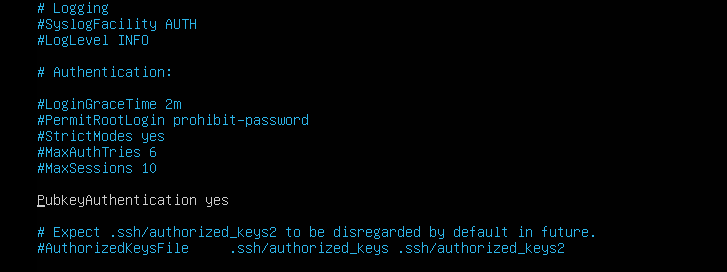 # Logging
#SyslogFacility AUTH
#LogLevel INFO
# Authentication:
#LoginGraceTime 2m
#PermitRootLogin prohibit-password
#StrictModes yes
#MaxAuthTries 6
#MaxSessions 10
PubkeyAuthentication yes
# Expect .ssh/authorized_keys2 to be disregarded by default in future.
#AuthorizedKeysFile     .ssh/authorized_keys .ssh/authorized_keys2